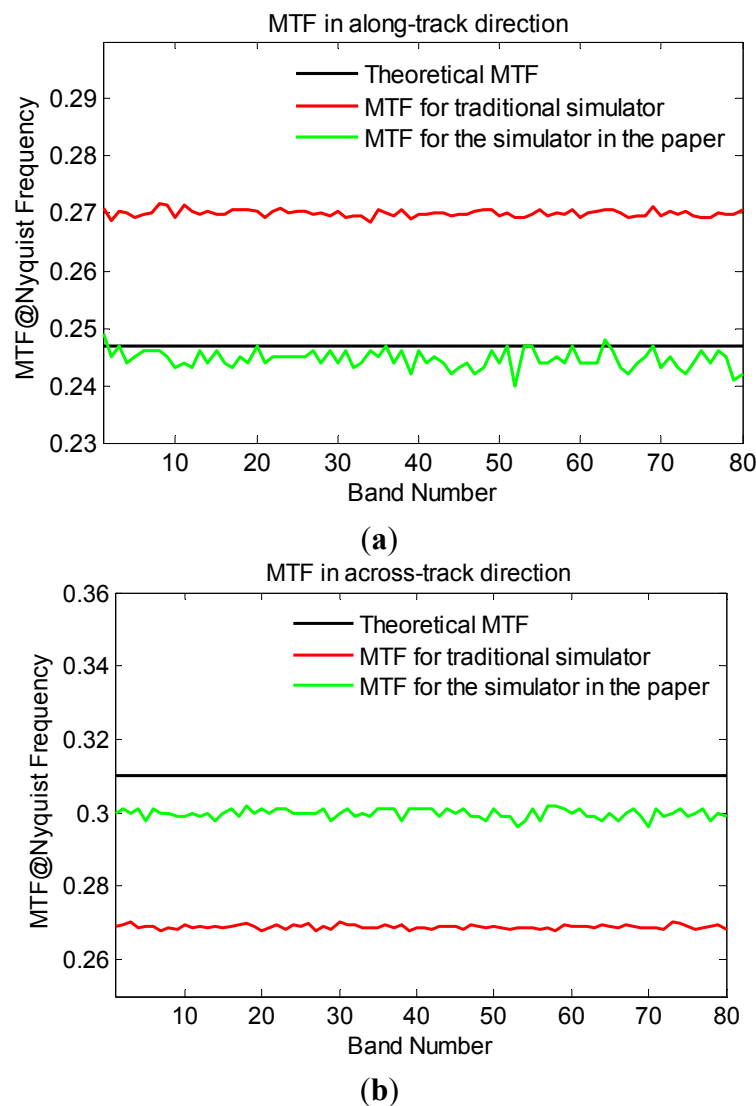 MTF in along-track direction
Theoretical MTF
MTF for traditional simulator
MTF for the simulator in the paper
0.29
0.28
0.27
0.26
0.25
0.24
0.23
MTF@Nyquist Frequency
10 20 30 40 50 60 70 80
Band Number
(a)
MTF in across-track direction
0.36
Theoretical MTF
MTF for traditional simulator
MTF for the simulator in the paper
0.34
0.32
0.3
0.28
0.26
MTF@Nyquist Frequency
10 20 30 40 50 60 70 80
Band Number
(b)